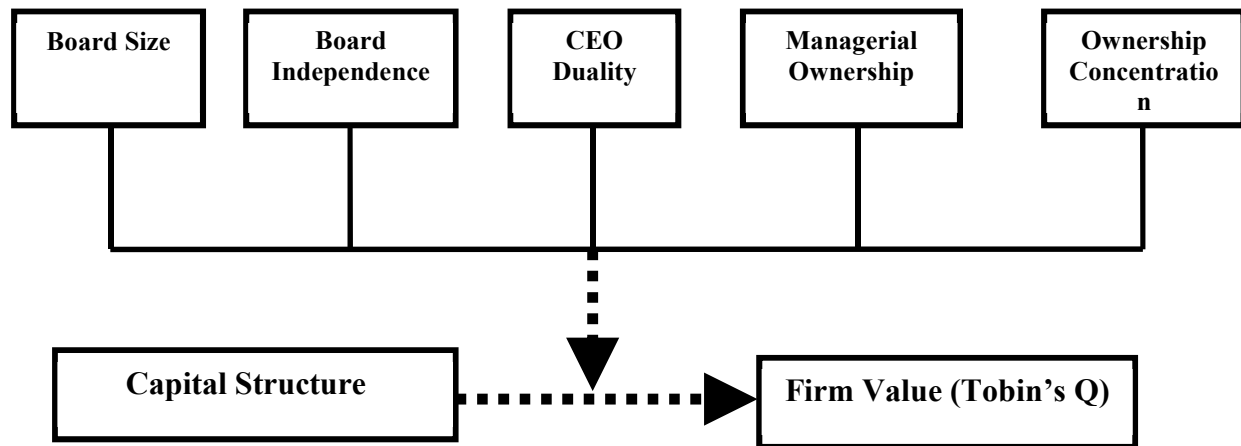 Board Size
Board
Independence
CEO
Duality
Managerial
Ownership
Ownership
Concentratio
n
Capital Structure
Firm Value (Tobin’s Q)